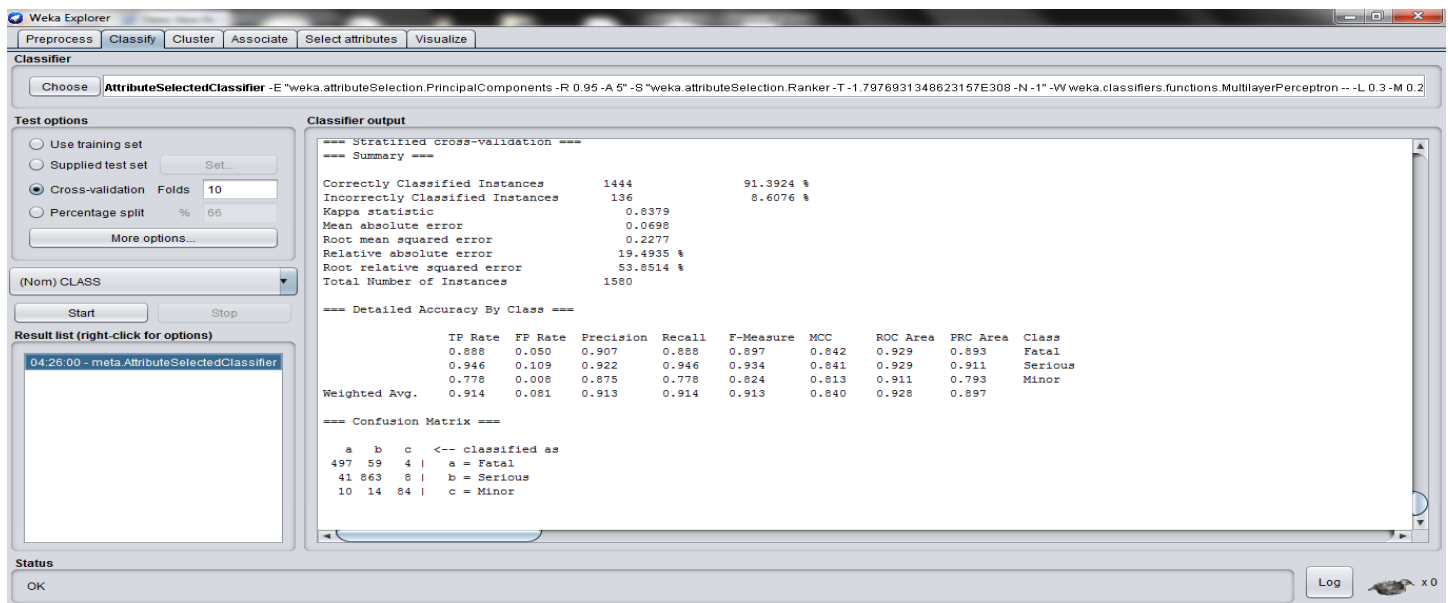 Weka Explorer
Preprocess Classify Cluster Associate Select attributes Visualize
Classifier
Choose AttributeSelectedClassifier -E "weka.attributeSelection.PrincipalComponents -R 0.95 -A 5" -S "weka.attributeSelection.Ranker -T -1.7976931348623157E308 -N -1" -W weka.classifiers.functions.MultilayerPerceptron -- -L 0.3 -M 0.2
Test options
Use training set
Supplied test set Set...
Cross-validation Folds 10
Percentage split % 66
More options...
(Nom) CLASS
Start Stop
Result list (right-click for options)
04:26:00 - meta.AttributeSelectedClassifier
Classifier output
=== Stratified cross-validation ===
=== Summary ===
Correctly Classified Instances 1444 91.3924 %
Incorrectly Classified Instances 136 8.6076 %
Kappa statistic 0.8379
Mean absolute error 0.0698
Root mean squared error 0.2277
Relative absolute error 19.4935 %
Root relative squared error 53.8514 %
Total Number of Instances 1580
=== Detailed Accuracy By Class ===
TP Rate FP Rate Precision Recall F-Measure MCC ROC Area PRC Area Class
0.888 0.050 0.907 0.888 0.897 0.842 0.929 0.893 Fatal
0.946 0.109 0.922 0.946 0.934 0.841 0.929 0.911 Serious
0.778 0.008 0.875 0.778 0.824 0.813 0.911 0.793 Minor
Weighted Avg. 0.914 0.081 0.913 0.914 0.913 0.840 0.928 0.897
=== Confusion Matrix ===
a b c <-- classified as
497 59 4 | a = Fatal
41 863 8 | b = Serious
10 14 84 | c = Minor
Status
OK
Log x 0